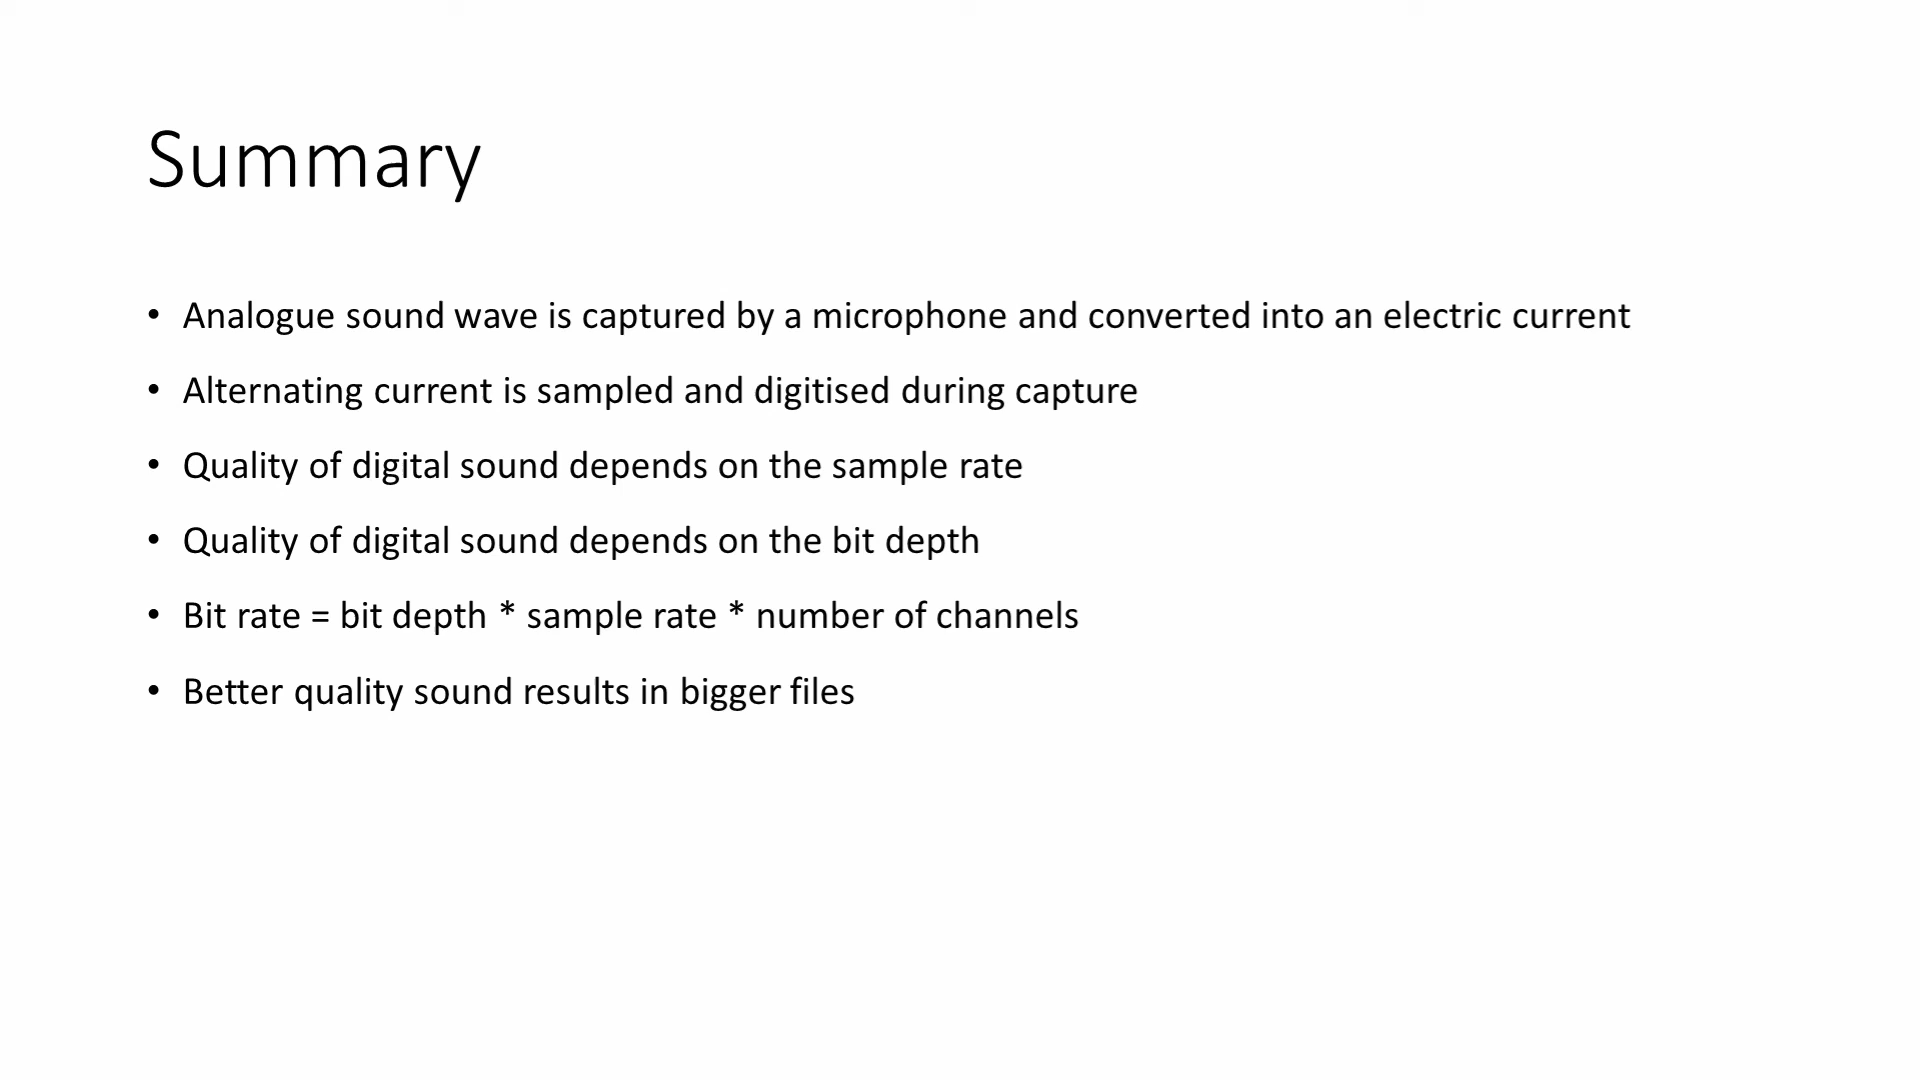 Summary
• Analogue sound wave is captured by a microphone and converted into an electric current
• Alternating current is sampled and digitised during capture
• Quality of digital sound depends on the sample rate
• Quality of digital sound depends on the bit depth
• Bit rate = bit depth * sample rate * number of channels
• Better quality sound results in bigger files